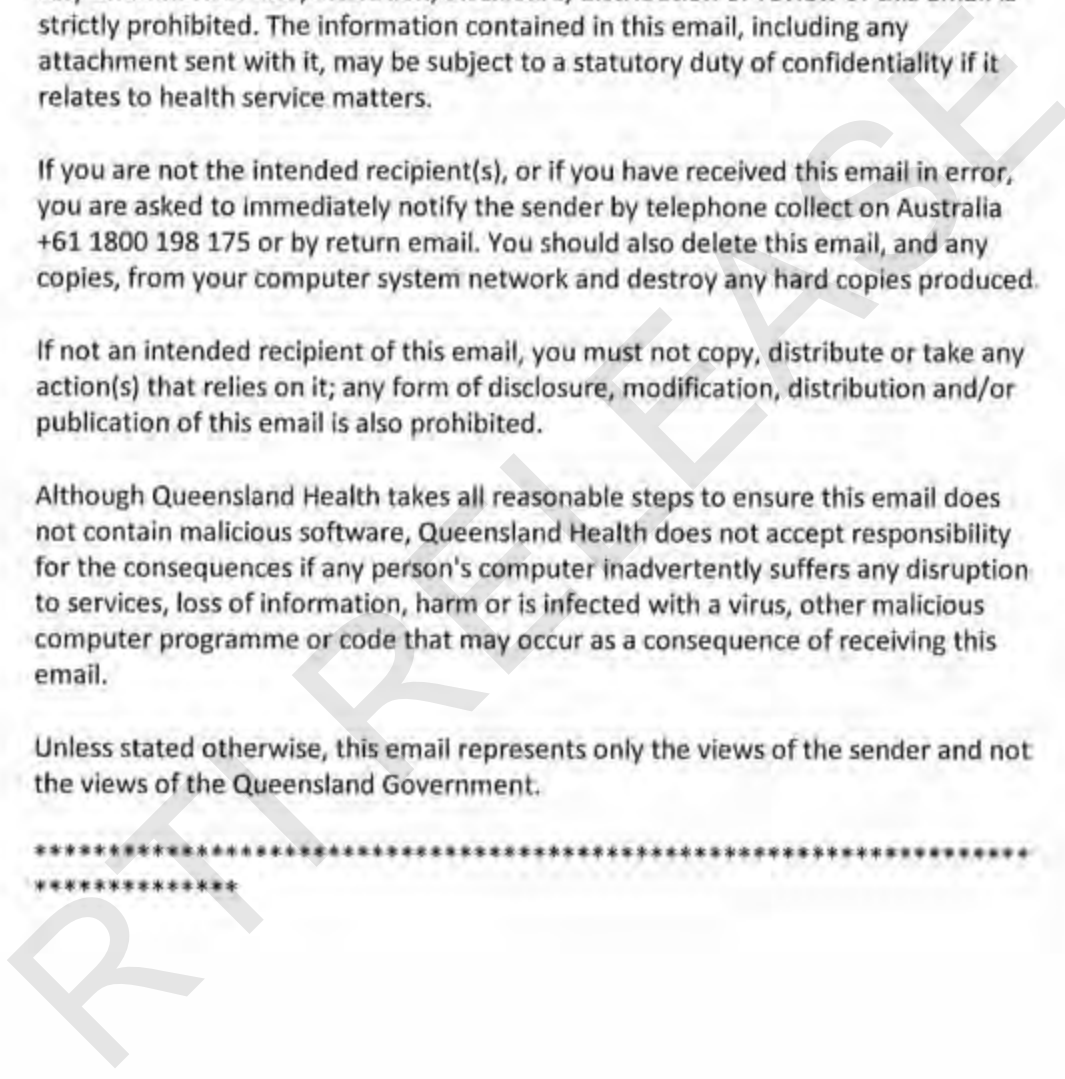 strictly prohibited. The information contained in this email, including any
attachment sent with it, may be subject to a statutory duty of confidentiality if it
relates to health service matters.
If you are not the intended recipient(s), or if you have received this email in error,
you are asked to immediately notify the sender by telephone collect on Australia
+61 1800 198 175 or by return email. You should also delete this email, and any
copies, from your computer system network and destroy any hard copies produced.
If not an intended recipient of this email, you must not copy, distribute or take any
action(s) that relies on it; any form of disclosure, modification, distribution and/or
publication of this email is also prohibited.
Although Queensland Health takes all reasonable steps to ensure this email does
not contain malicious software, Queensland Health does not accept responsibility
for the consequences if any person's computer inadvertently suffers any disruption
to services, loss of information, harm or is infected with a virus, other malicious
computer programme or code that may occur as a consequence of receiving this
email.
Unless stated otherwise, this email represents only the views of the sender and not
the views of the Queensland Government.
********************************************************************
**************
RTI RELEASE